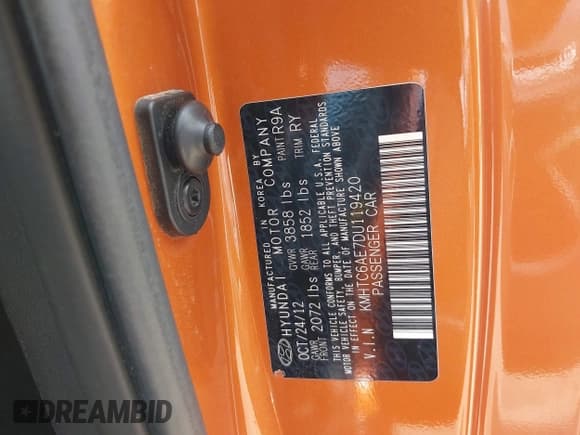 MANUFACTURED IN KOREA BY
HYUNDAI MOTOR COMPANY
OCT/24/12 GVWR 3858 lbs PAINT R9A
GAWR FRONT 2072 lbs GAWR REAR 1852 lbs TRIM RY
THIS VEHICLE CONFORMS TO ALL APPLICABLE U.S.A. FEDERAL
MOTOR VEHICLE SAFETY, BUMPER, AND THEFT PREVENTION STANDARDS
IN EFFECT ON THE DATE OF MANUFACTURE SHOWN ABOVE
V.I.N KMHTC6AE7DU119420
PASSENGER CAR
DREAMBID